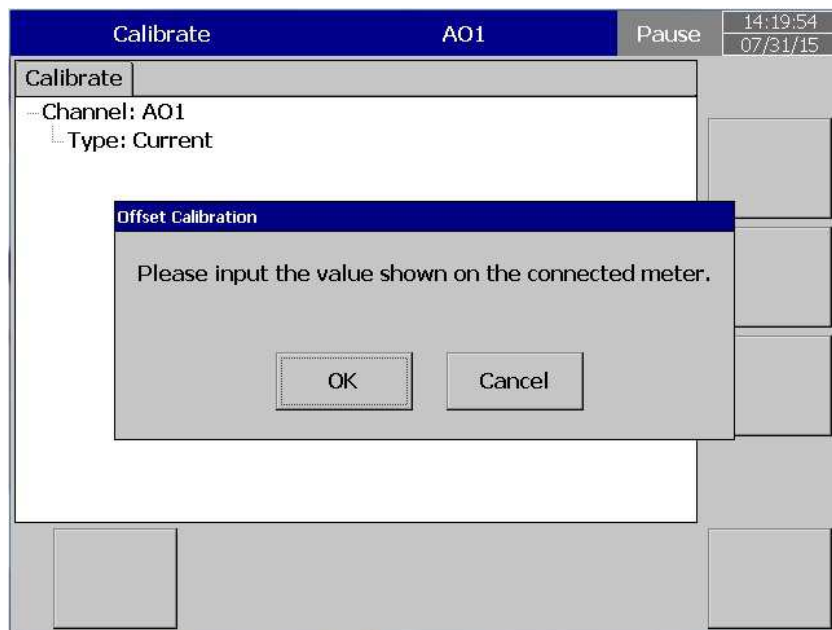 Calibrate AO1 Pause 14:19:54
07/31/15
Calibrate
Channel: AO1
Type: Current
Offset Calibration
Please input the value shown on the connected meter.
OK Cancel